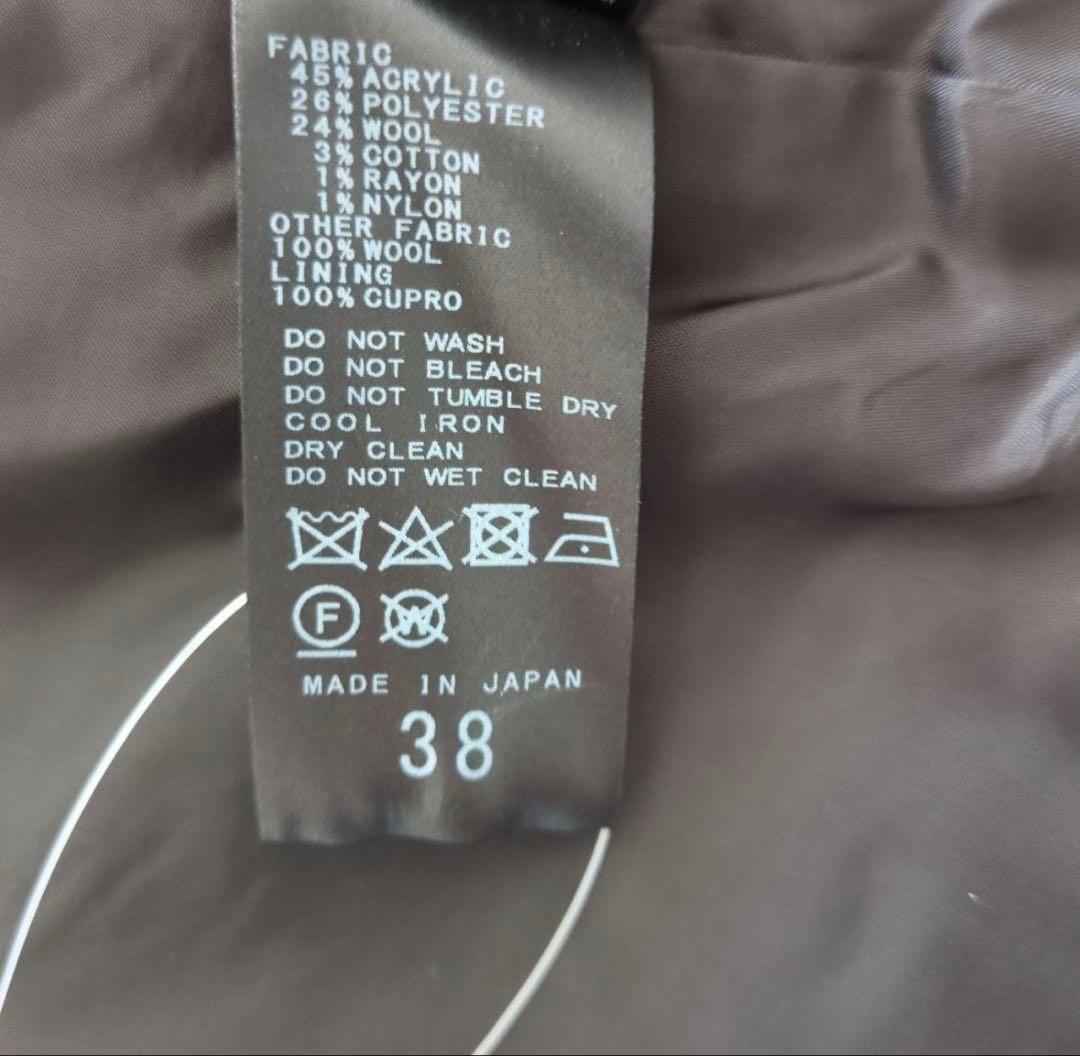 FABRIC
45% ACRYLIC
26% POLYESTER
24% WOOL
3% COTTON
1% RAYON
1% NYLON
OTHER FABRIC
100% WOOL
LINING
100% CUPRO
DO NOT WASH
DO NOT BLEACH
DO NOT TUMBLE DRY
COOL IRON
DRY CLEAN
DO NOT WET CLEAN
F W
MADE IN JAPAN
38